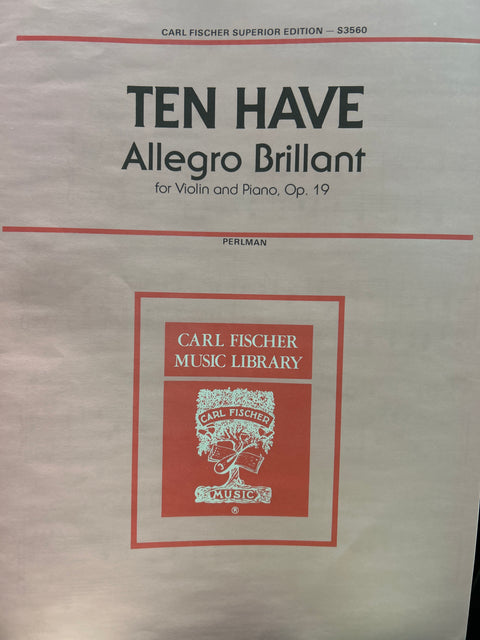 CARL FISCHER SUPERIOR EDITION — S3560
TEN HAVE
Allegro Brillant
for Violin and Piano, Op. 19
PERLMAN
CARL FISCHER
MUSIC LIBRARY
CARL FISCHER
MUSIC
®